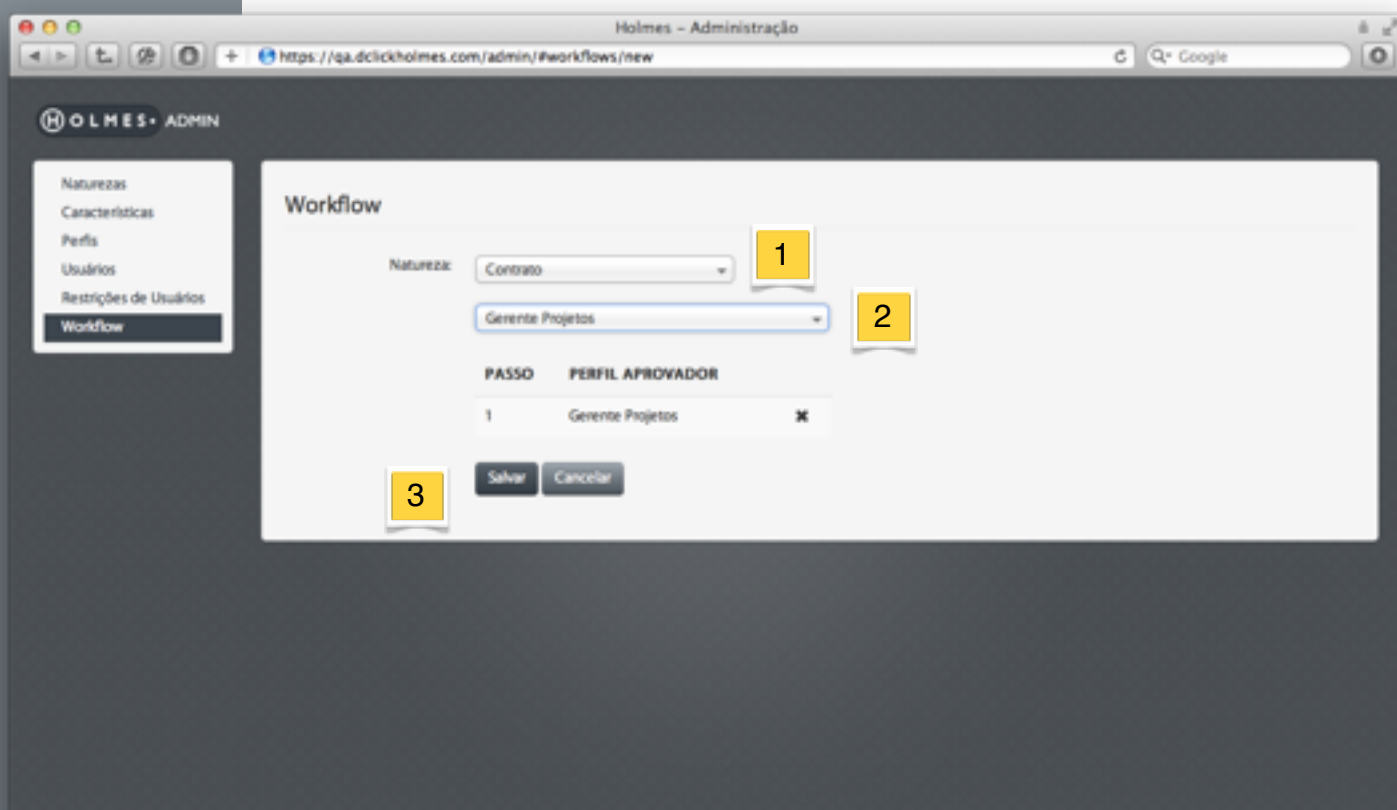 Holmes – Administração
https://qa.dclickholmes.com/admin/#workflows/new
Google
HOLMES• ADMIN
Naturezas
Características
Perfis
Usuários
Restrições de Usuários
Workflow
Workflow
Natureza: Contrato
1
Gerente Projetos
2
PASSO PERFIL APROVADOR
1 Gerente Projetos
Salvar Cancelar
3